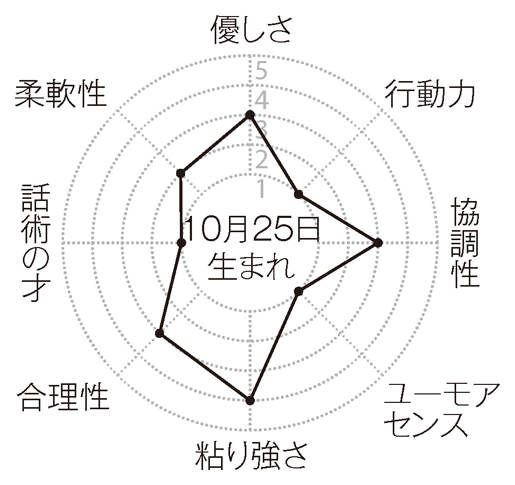 優しさ
行動力
協調性
ユーモア
センス
粘り強さ
合理性
話術の才
柔軟性
5
4
3
2
1
10月25日
生まれ